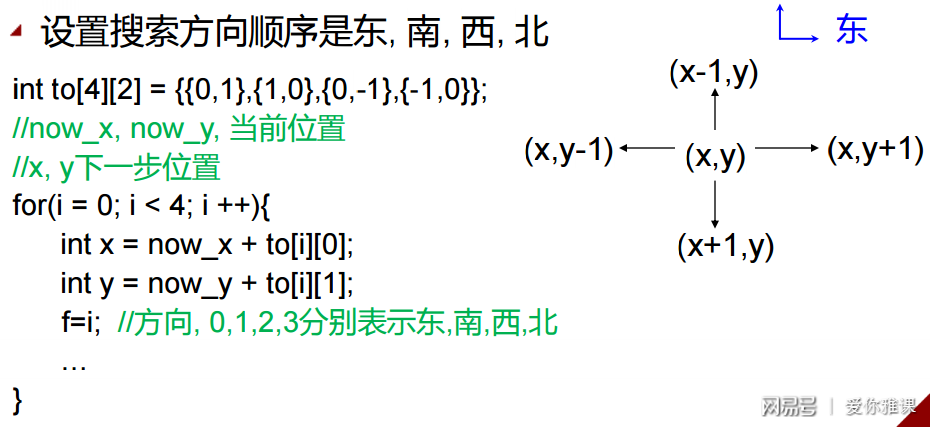 设置搜索方向顺序是东, 南, 西, 北
东
int to[4][2] = {{0,1},{1,0},{0,-1},{-1,0}};
//now_x, now_y, 当前位置
//x, y下一步位置
for(i = 0; i < 4; i ++){
int x = now_x + to[i][0];
int y = now_y + to[i][1];
f=i; //方向, 0,1,2,3分别表示东,南,西,北
…
}
(x-1,y)
(x,y-1) (x,y) (x,y+1)
(x+1,y)
网易号 | 爱你雅课